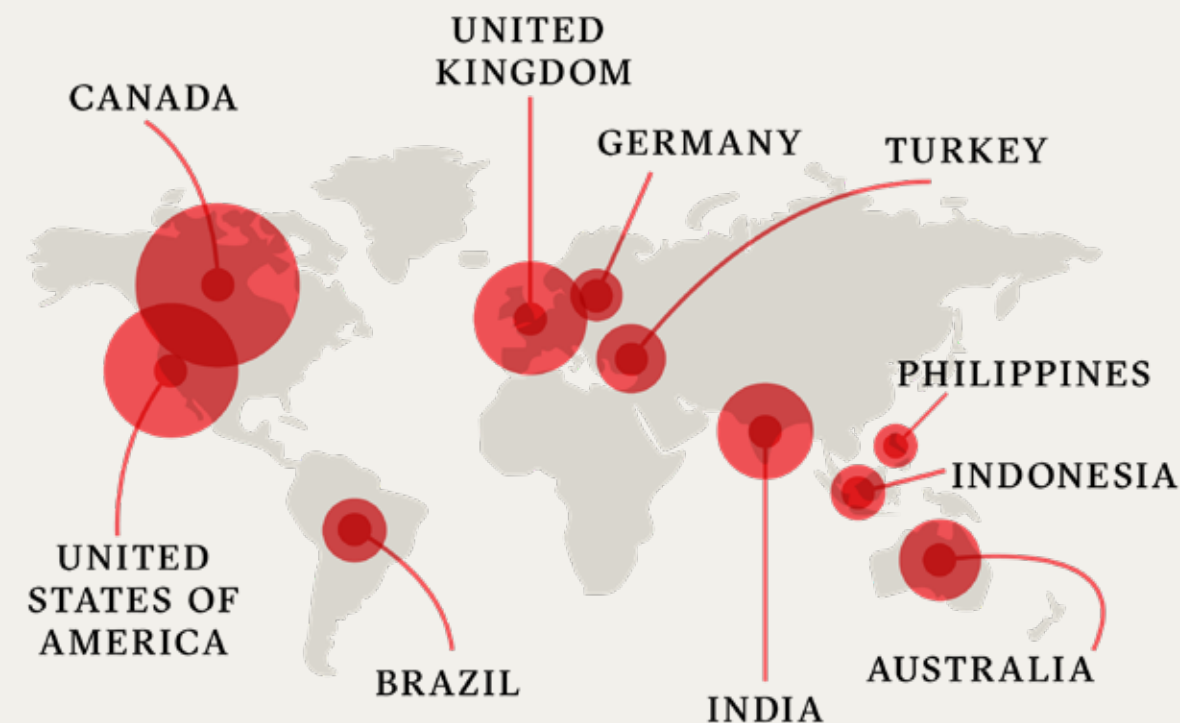 UNITED
KINGDOM
CANADA
GERMANY
TURKEY
PHILIPPINES
INDONESIA
UNITED
STATES OF
AMERICA
BRAZIL
AUSTRALIA
INDIA